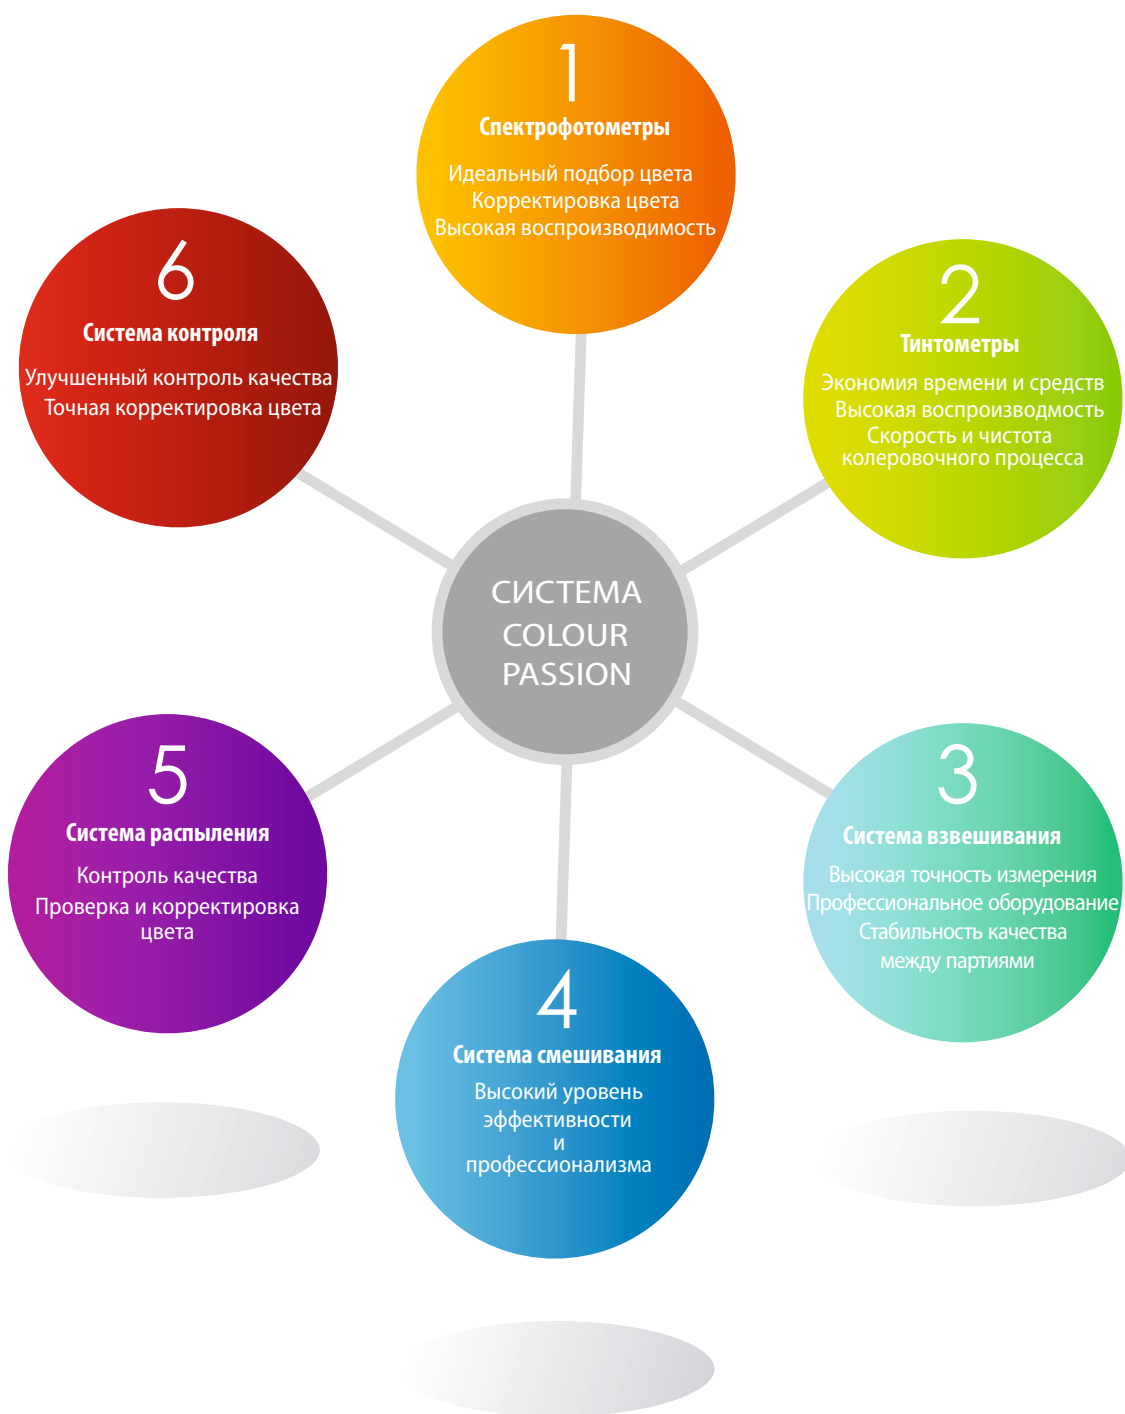 1
Спектрофотометры
Идеальный подбор цвета
Корректировка цвета
Высокая воспроизводимость
2
Тинтометры
Экономия времени и средств
Высокая воспроизводмость
Скорость и чистота
колеровочного процесса
3
Система взвешивания
Высокая точность измерения
Профессиональное оборудование
Стабильность качества
между партиями
4
Система смешивания
Высокий уровень
эффективности
и
профессионализма
5
Система распыления
Контроль качества
Проверка и корректировка
цвета
6
Система контроля
Улучшенный контроль качества
Точная корректировка цвета
СИСТЕМА
COLOUR
PASSION